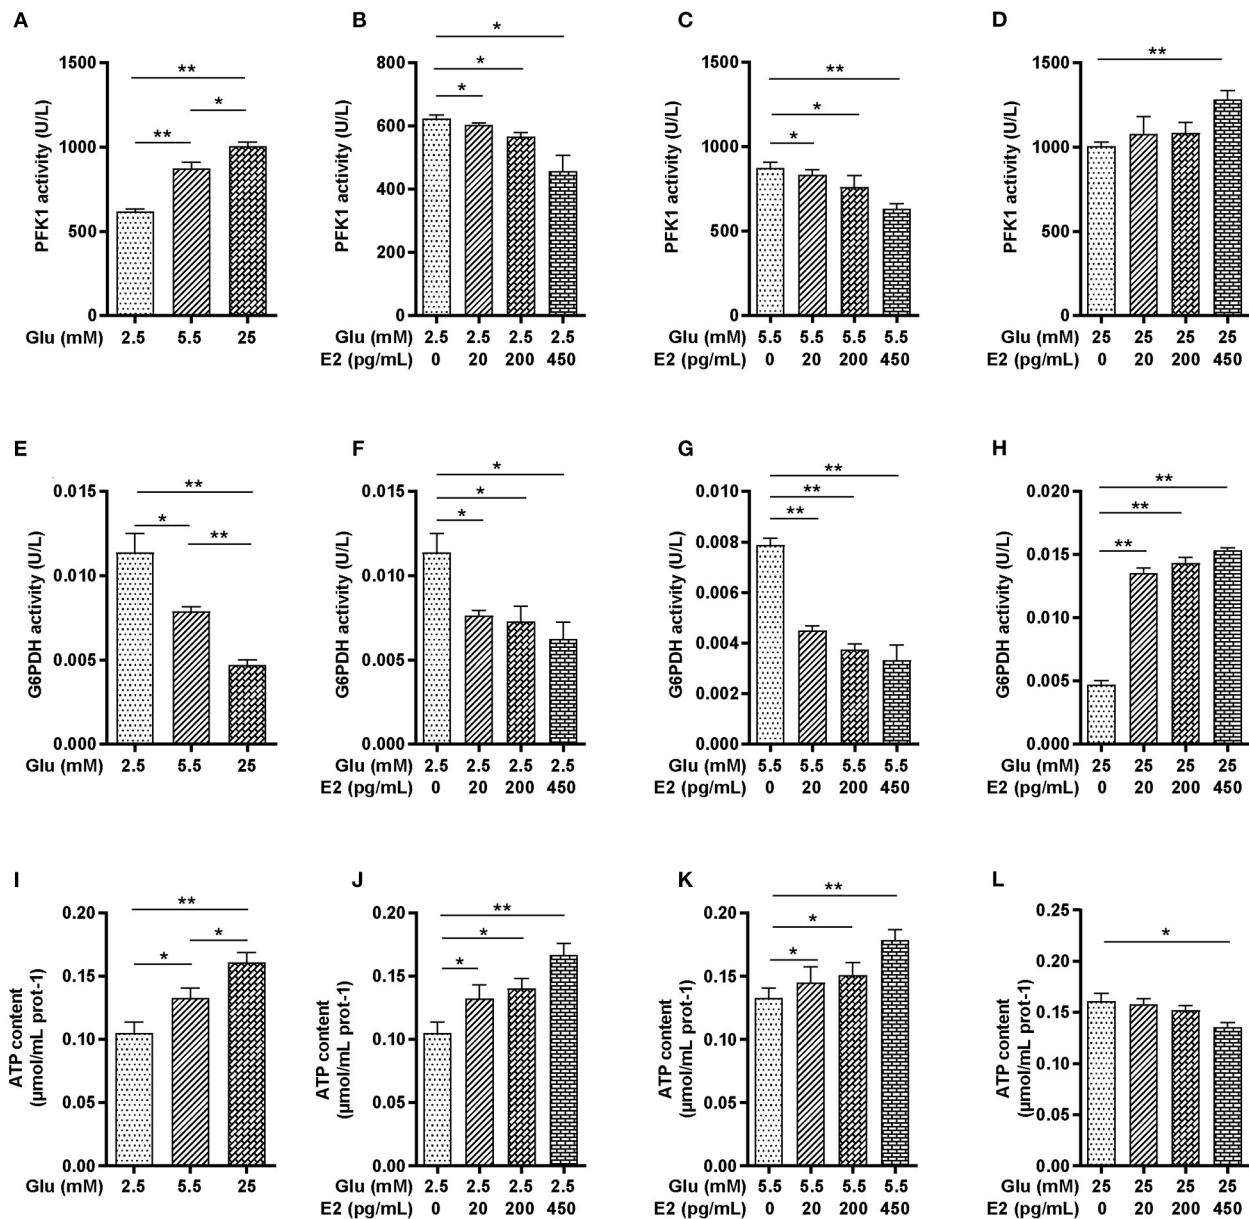 A
B
C
D
PFK1 activity (U/L)
1500
1000
500
0
**
*
**
Glu (mM) 2.5 5.5 25
PFK1 activity (U/L)
800
600
400
200
0
*
*
*
Glu (mM) 2.5 2.5 2.5 2.5
E2 (pg/mL) 0 20 200 450
PFK1 activity (U/L)
1500
1000
500
0
**
*
*
Glu (mM) 5.5 5.5 5.5 5.5
E2 (pg/mL) 0 20 200 450
PFK1 activity (U/L)
1500
1000
500
0
**
Glu (mM) 25 25 25 25
E2 (pg/mL) 0 20 200 450
E
F
G
H
G6PDH activity (U/L)
0.015
0.010
0.005
0.000
**
*
**
Glu (mM) 2.5 5.5 25
G6PDH activity (U/L)
0.015
0.010
0.005
0.000
*
*
*
Glu (mM) 2.5 2.5 2.5 2.5
E2 (pg/mL) 0 20 200 450
G6PDH activity (U/L)
0.010
0.008
0.006
0.004
0.002
0.000
**
**
**
Glu (mM) 5.5 5.5 5.5 5.5
E2 (pg/mL) 0 20 200 450
G6PDH activity (U/L)
0.020
0.015
0.010
0.005
0.000
**
**
**
Glu (mM) 25 25 25 25
E2 (pg/mL) 0 20 200 450
I
J
K
L
ATP content
(µmol/mL prot-1)
0.20
0.15
0.10
0.05
0.00
**
*
*
Glu (mM) 2.5 5.5 25
ATP content
(µmol/mL prot-1)
0.20
0.15
0.10
0.05
0.00
**
*
*
Glu (mM) 2.5 2.5 2.5 2.5
E2 (pg/mL) 0 20 200 450
ATP content
(µmol/mL prot-1)
0.20
0.15
0.10
0.05
0.00
**
*
*
Glu (mM) 5.5 5.5 5.5 5.5
E2 (pg/mL) 0 20 200 450
ATP content
(µmol/mL prot-1)
0.25
0.20
0.15
0.10
0.05
0.00
*
Glu (mM) 25 25 25 25
E2 (pg/mL) 0 20 200 450